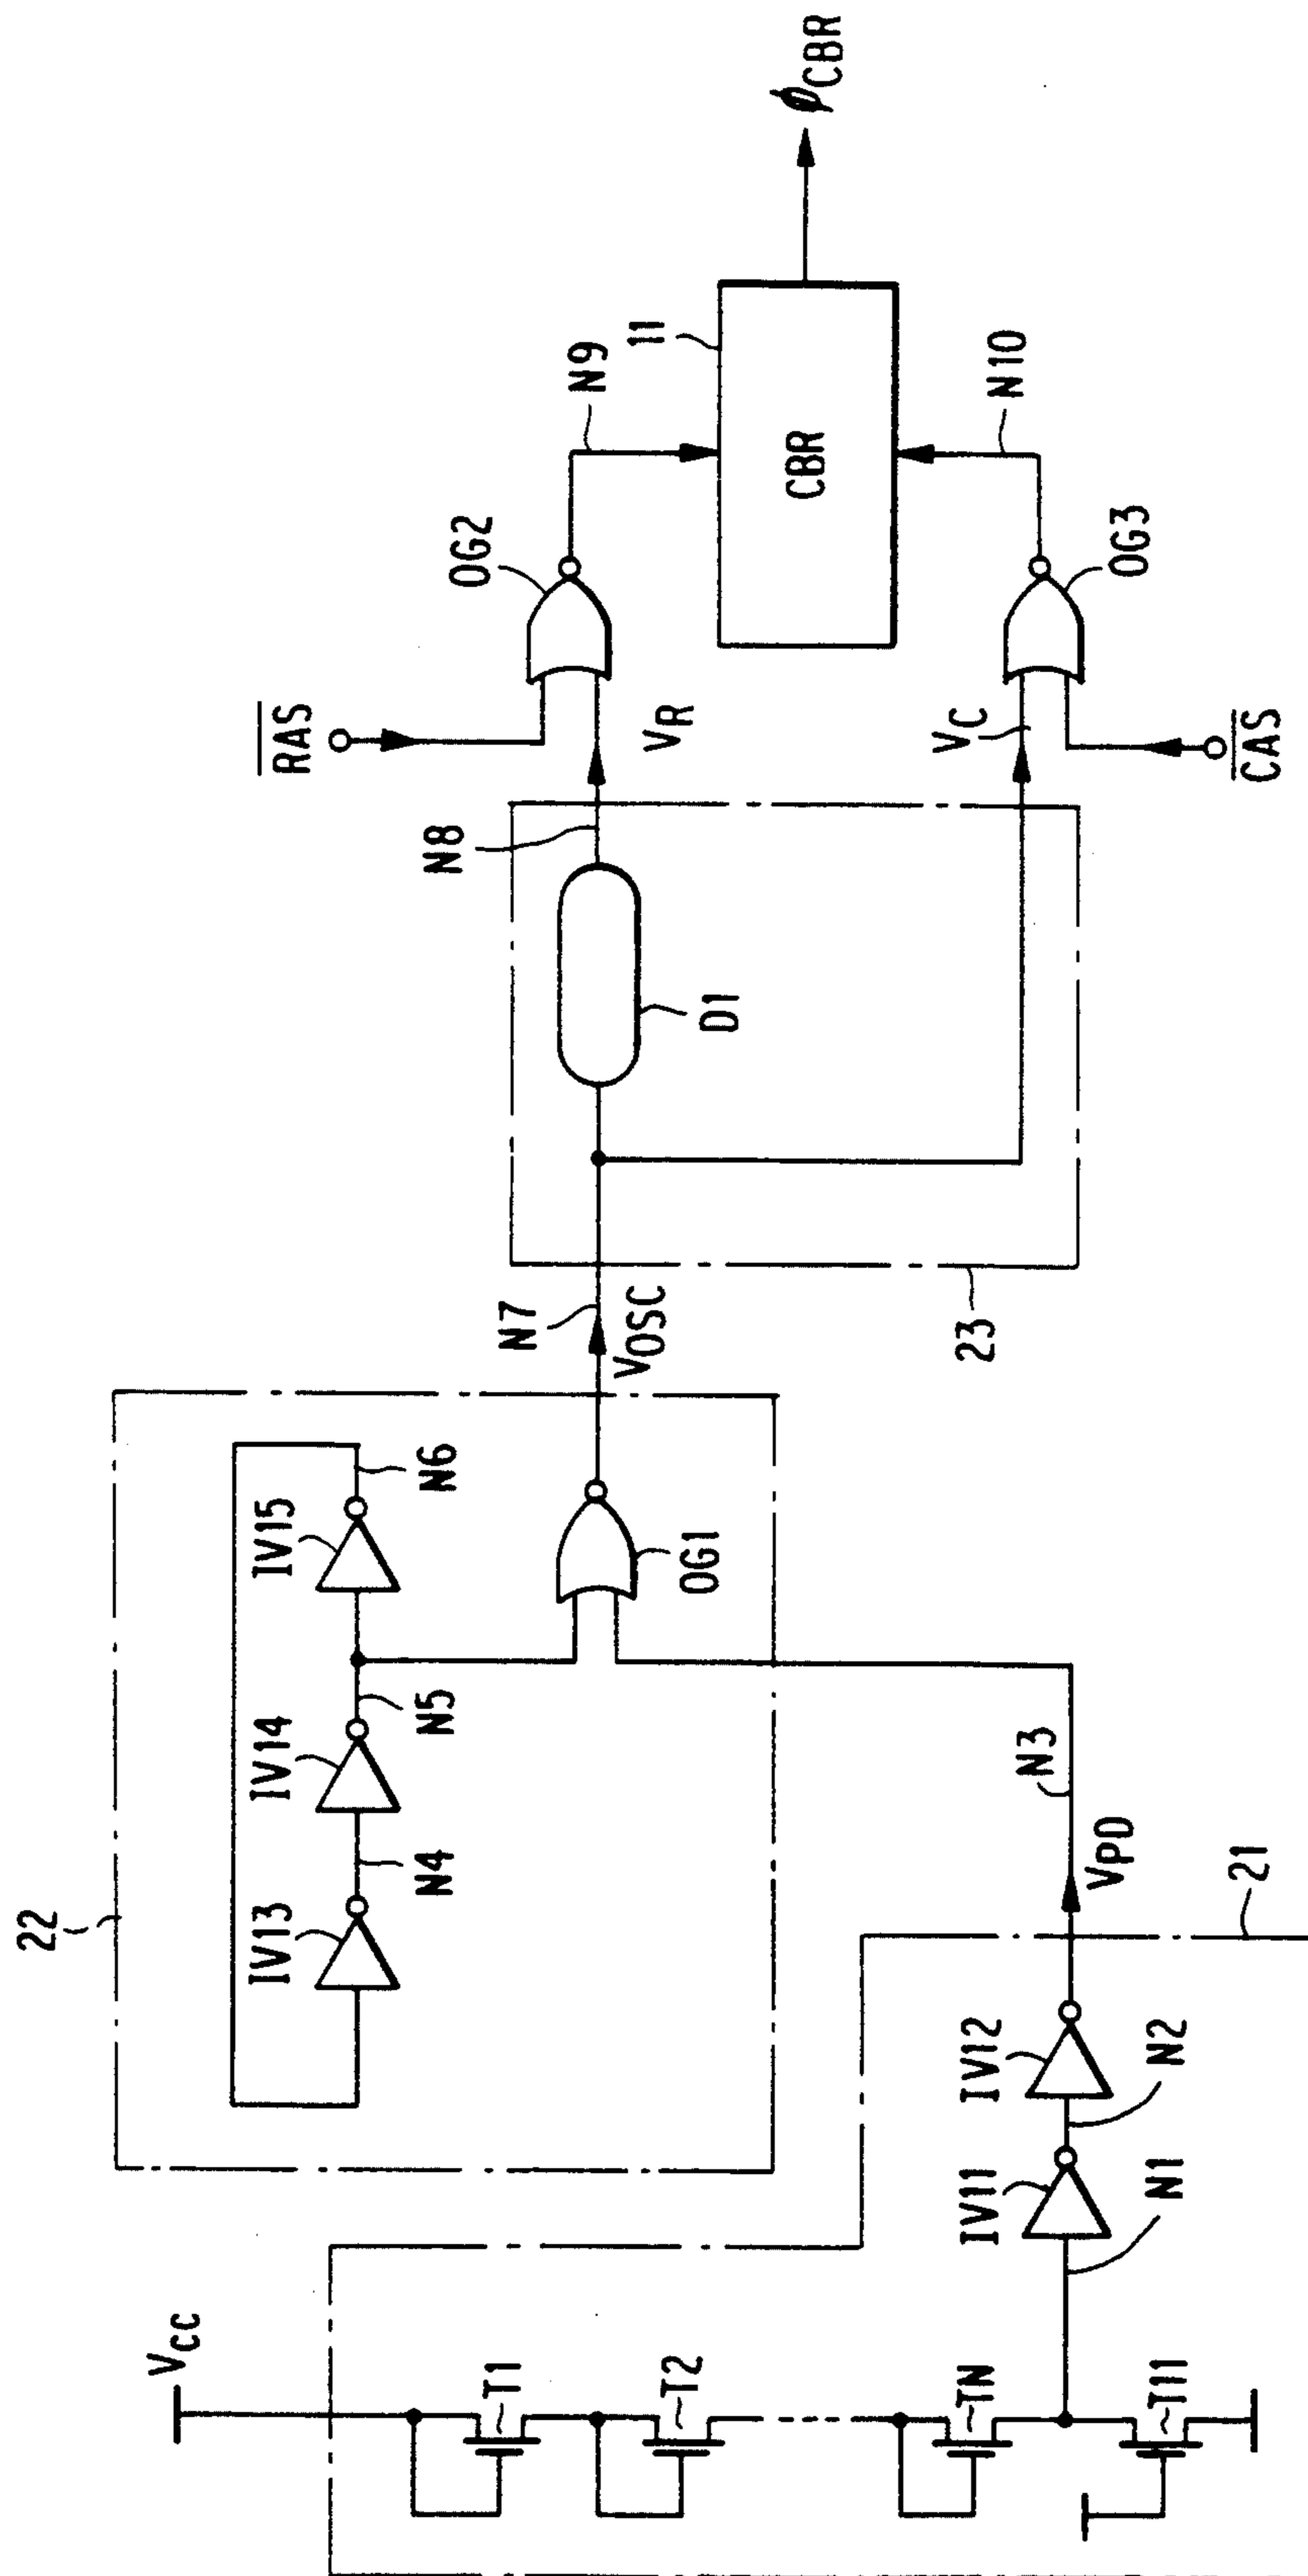 VCC
T1
T2
TN
T11
N1
IV11
N2
IV12
21
VPD
N3
22
IV13
N4
IV14
N5
IV15
N6
OG1
N7
VOSC
23
D1
N8
VR
RAS
OG2
N9
VC
CAS
OG3
N10
11
CBR
ϕCBR